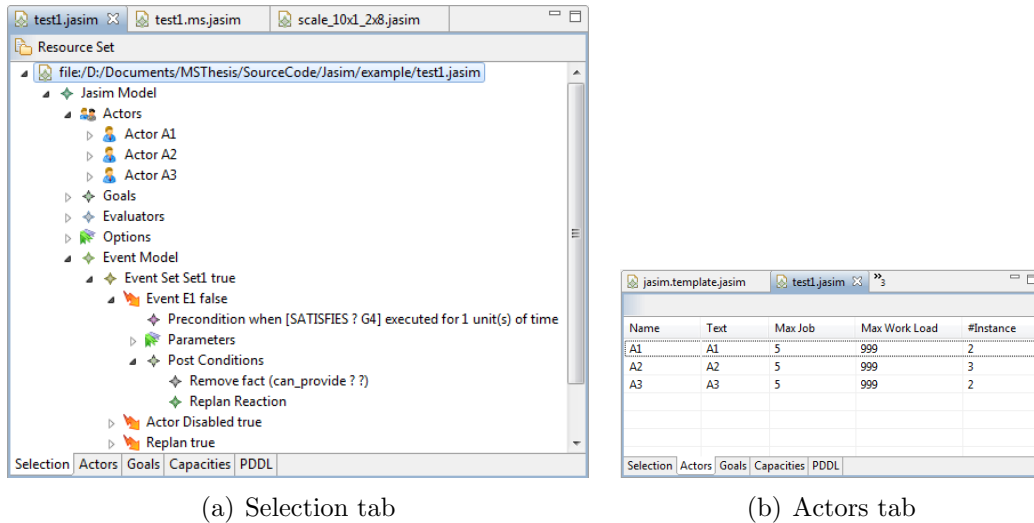 test1.jasim test1.ms.jasim scale_10x1_2x8.jasim
Resource Set
file:/D:/Documents/MSThesis/SourceCode/Jasim/example/test1.jasim
Jasim Model
Actors
Actor A1
Actor A2
Actor A3
Goals
Evaluators
Options
Event Model
Event Set Set1 true
Event E1 false
Precondition when [SATISFIES ? G4] executed for 1 unit(s) of time
Parameters
Post Conditions
Remove fact (can_provide ? ?)
Replan Reaction
Actor Disabled true
Replan true
Selection Actors Goals Capacities PDDL
(a) Selection tab
jasim.template.jasim test1.jasim »3
Name Text Max Job Max Work Load #Instance
A1 A1 5 999 2
A2 A2 5 999 3
A3 A3 5 999 2
Selection Actors Goals Capacities PDDL
(b) Actors tab